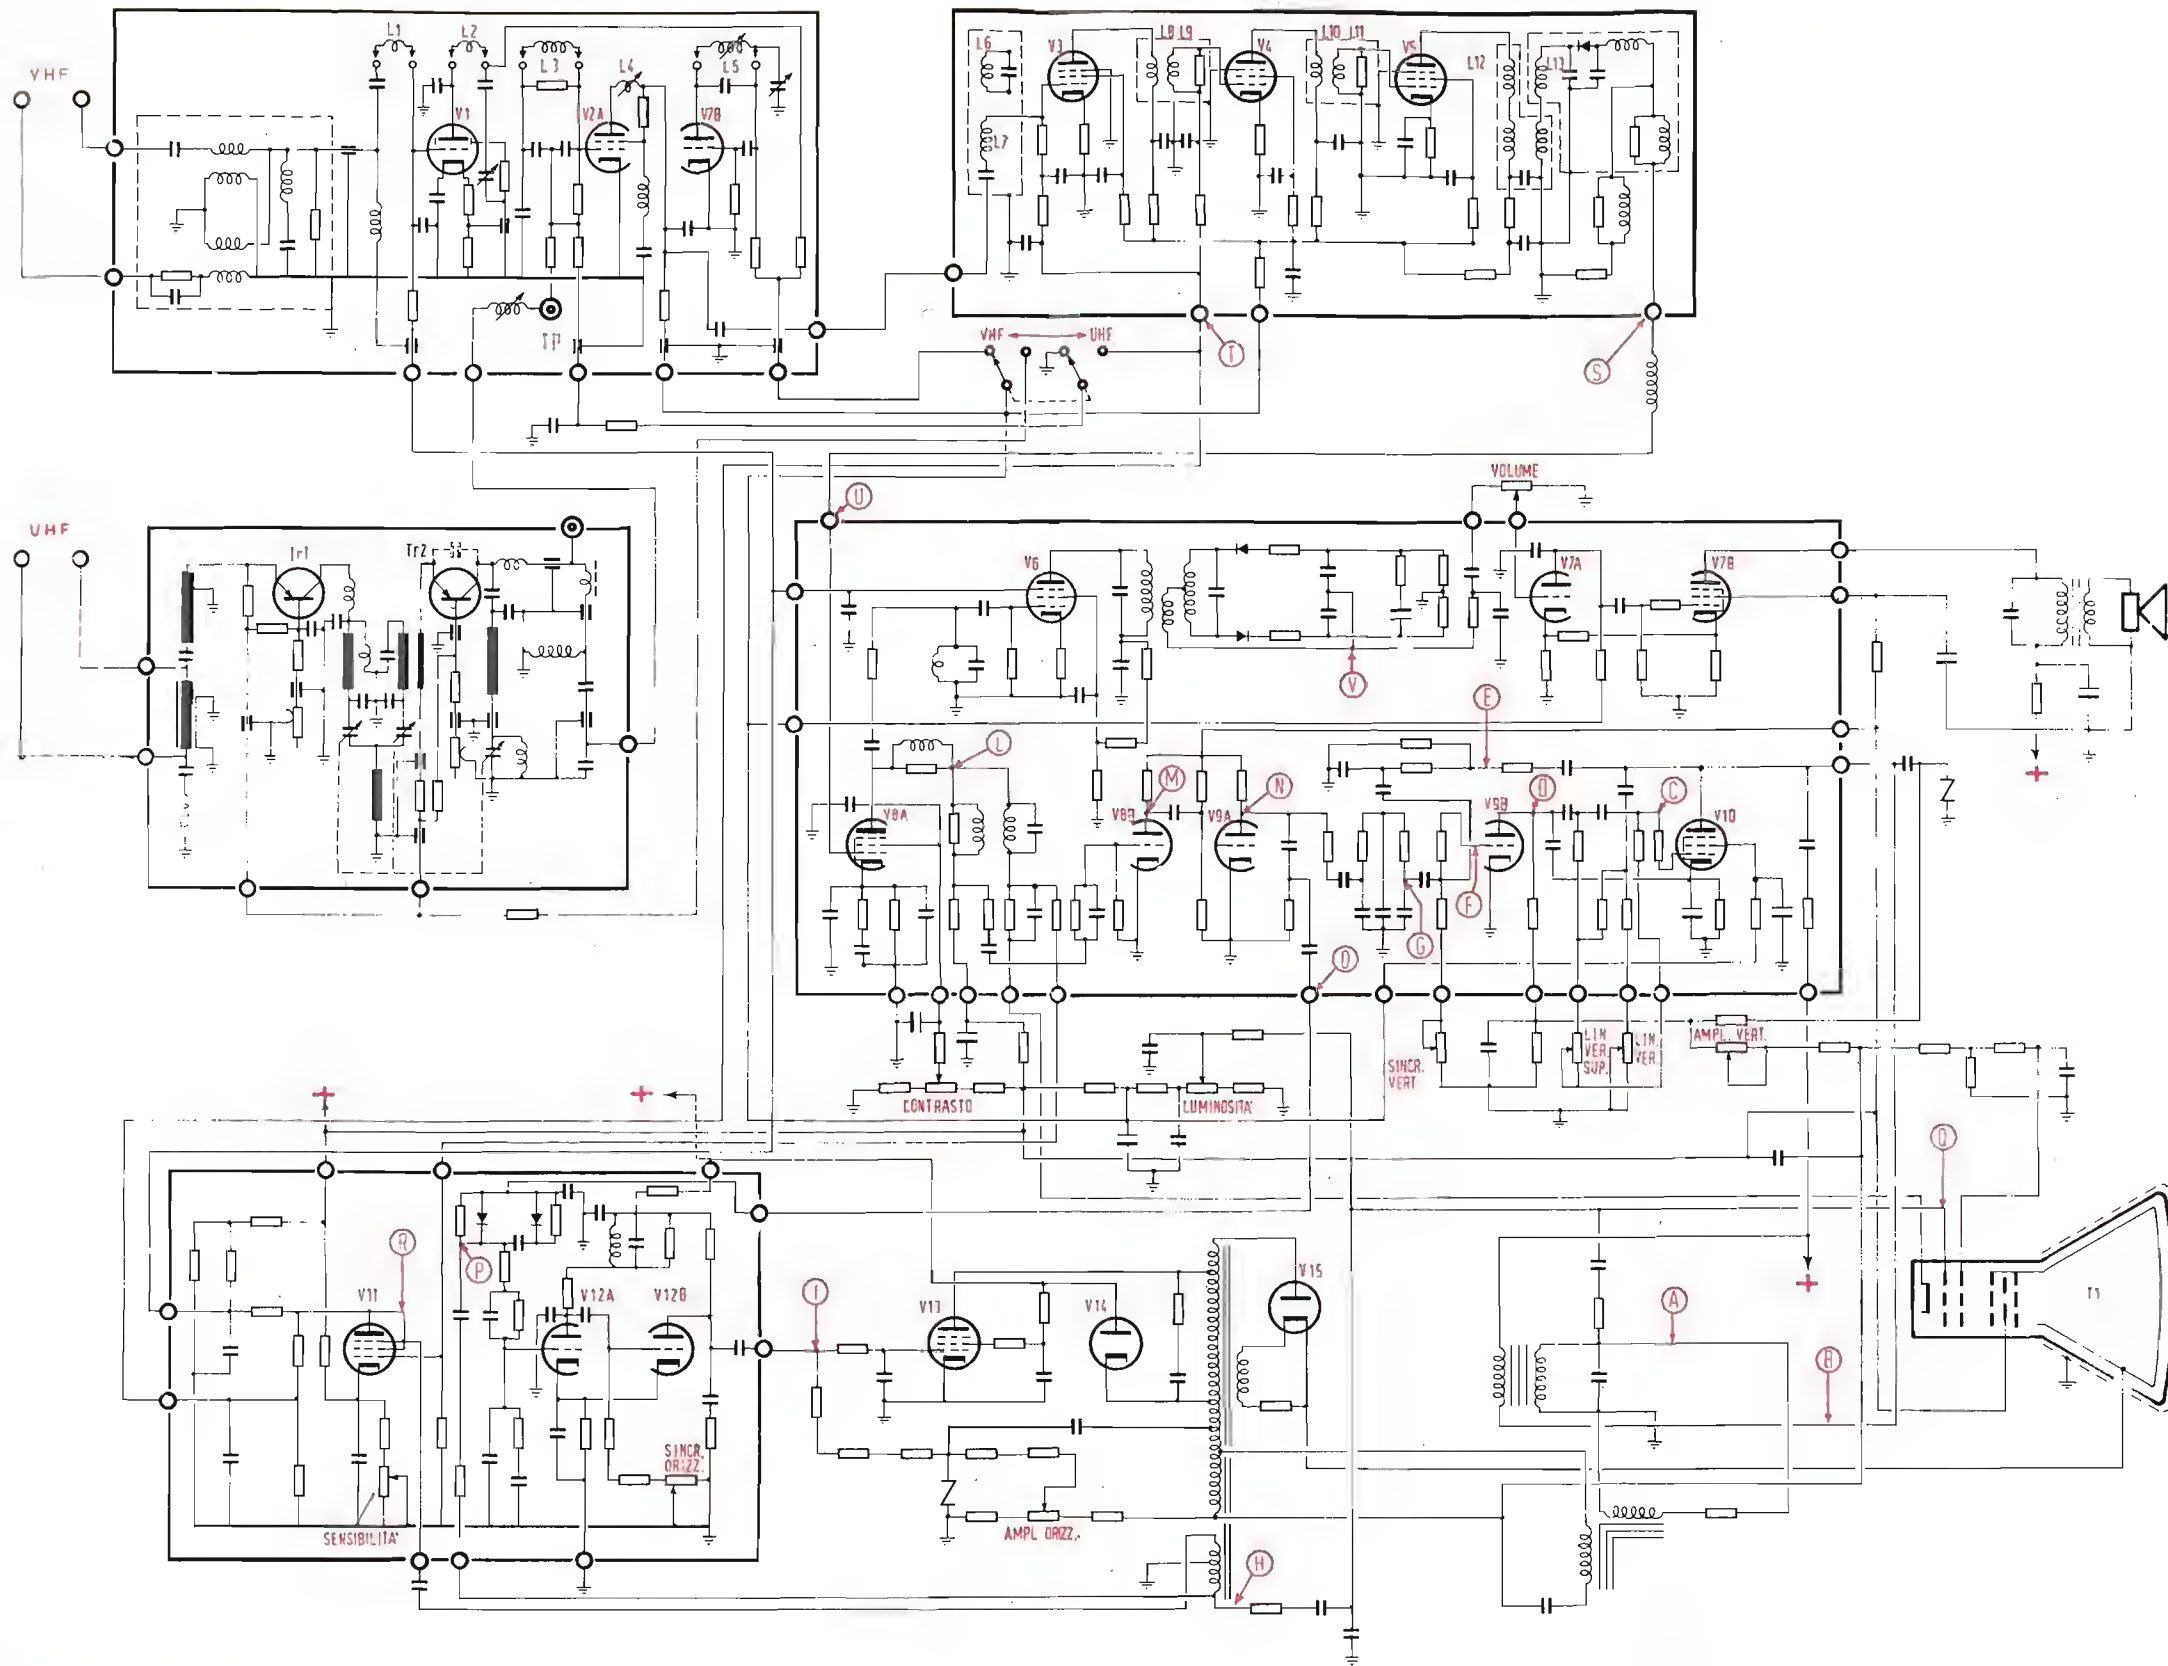 VHF
L1
L2
L3
L4
L5
V1
V2A
V7B
TP
L6
L7
V3
L8 L9
V4
L10 L11
V5
L12
L13
VHF
UHF
T
S
UHF
Tr1
Tr2
U
VOLUME
V6
V7A
V7B
V
E
L
M
N
D
C
V8A
V8B
V9A
V9B
V10
F
G
O
CONTRASTO
LUMINOSITA'
SINCR.
VERT
LIN
VER.
SUP.
LIN.
VER
AMPL. VERT.
+
+
+
+
Q
R
P
V11
V12A
V12B
SINCR.
ORIZZ.
SENSIBILITA'
I
V13
V14
V15
AMPL ORIZZ.
H
A
B
T1